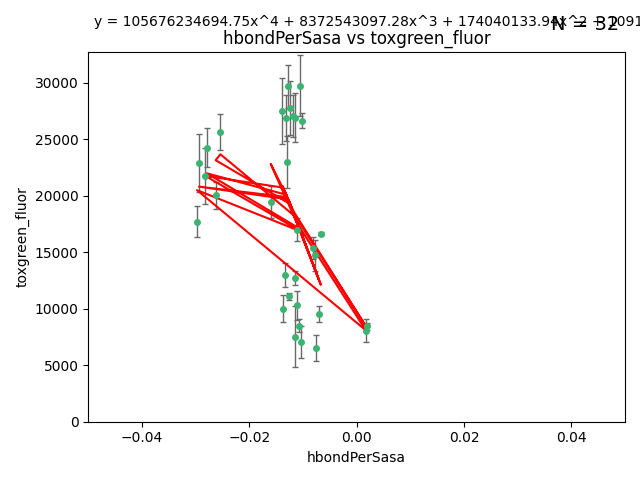 y = 105676234694.75x^4 + 8372543097.28x^3 + 174040133.94x^2 +
N = 32
hbondPerSasa vs toxgreen_fluor
30000
25000
20000
15000
10000
5000
0
toxgreen_fluor
−0.04 −0.02 0.00 0.02 0.04
hbondPerSasa